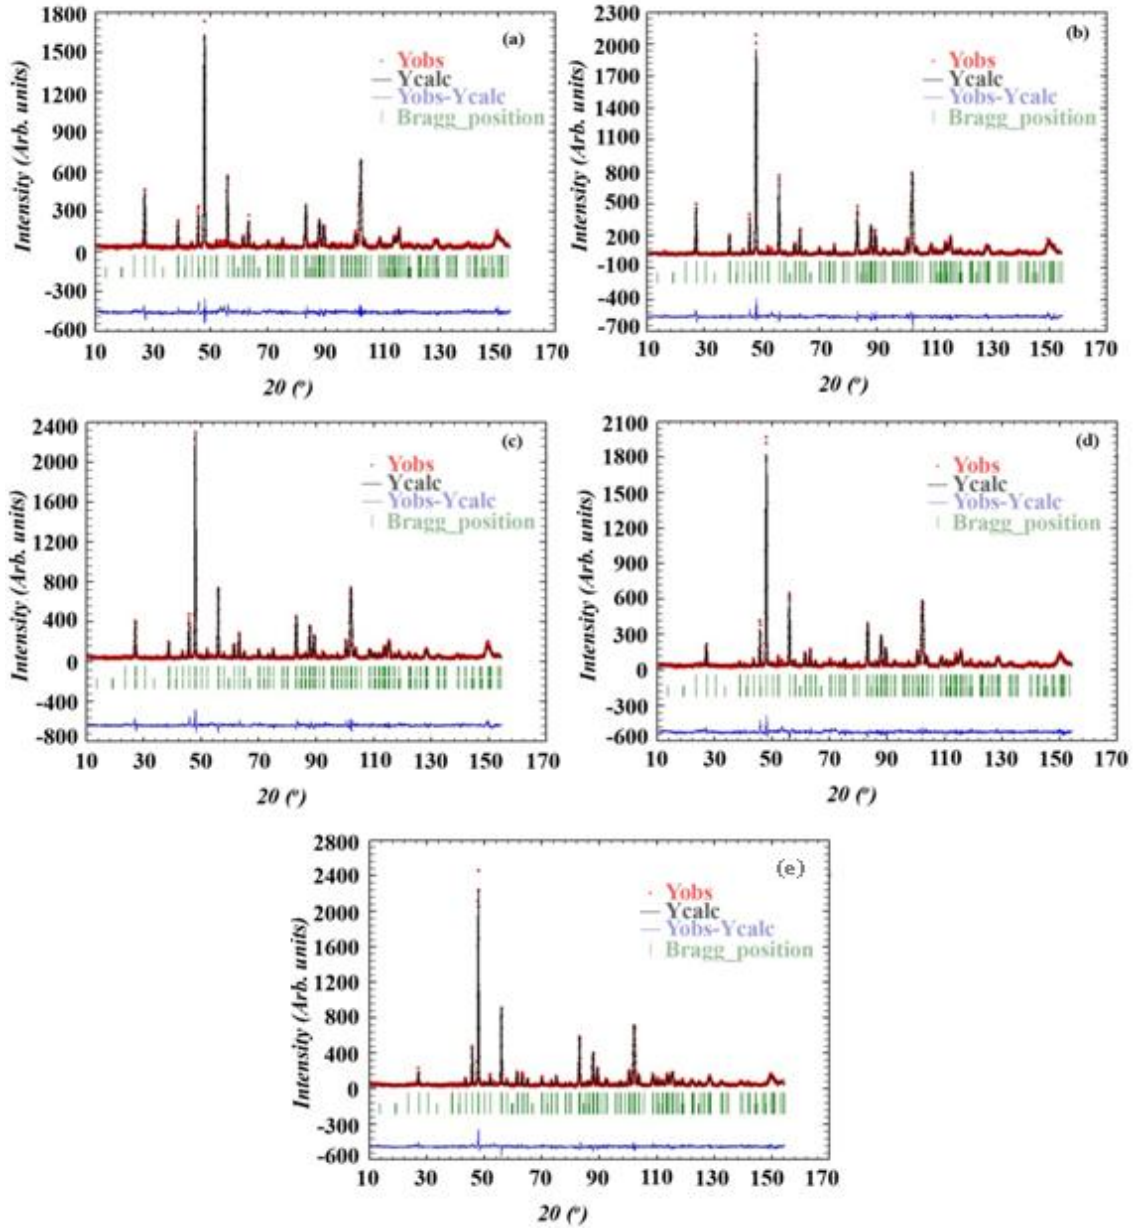 1800
1500
1200
900
600
300
0
-300
-600
Intensity (Arb. units)
(a)
Yobs
Ycalc
Yobs-Ycalc
Bragg_position
10 30 50 70 90 110 130 150 170
2θ (º)
2300
2000
1700
1400
1100
800
500
200
-100
-400
-700
Intensity (Arb. units)
(b)
Yobs
Ycalc
Yobs-Ycalc
Bragg_position
10 30 50 70 90 110 130 150 170
2θ (º)
2400
2000
1600
1200
800
400
0
-400
-800
Intensity (Arb. units)
(c)
Yobs
Ycalc
Yobs-Ycalc
Bragg_position
10 30 50 70 90 110 130 150 170
2θ (º)
2100
1800
1500
1200
900
600
300
0
-300
-600
Intensity (Arb. units)
(d)
Yobs
Ycalc
Yobs-Ycalc
Bragg_position
10 30 50 70 90 110 130 150 170
2θ (º)
2800
2400
2000
1600
1200
800
400
0
-300
-600
Intensity (Arb. units)
(e)
Yobs
Ycalc
Yobs-Ycalc
Bragg_position
10 30 50 70 90 110 130 150 170
2θ (º)